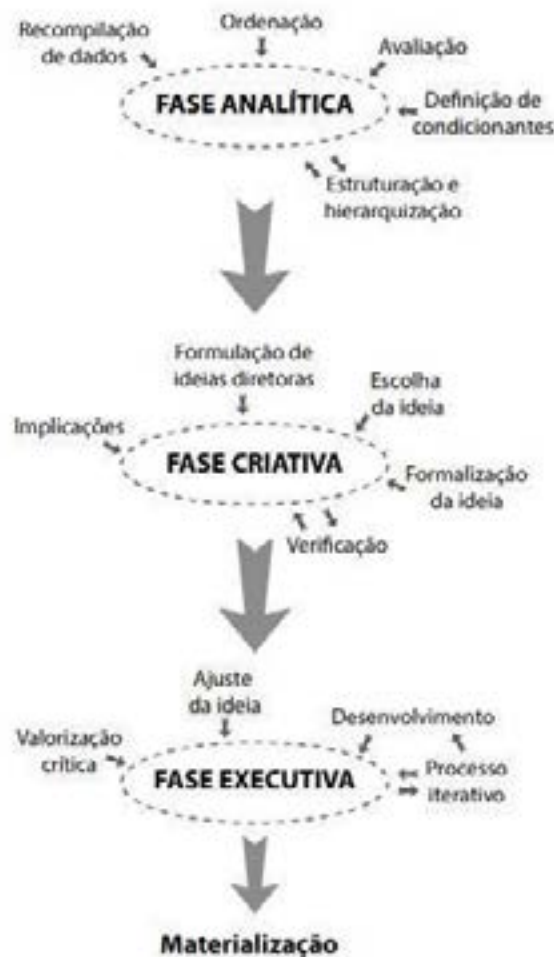 Ordenação
Recompilação
de dados
Avaliação
FASE ANALÍTICA
Definição de
condicionantes
Estruturação e
hierarquização
Formulação de
ideias diretoras
Escolha
da ideia
Implicações
FASE CRIATIVA
Formalização
da ideia
Verificação
Ajuste
da ideia
Desenvolvimento
Valorização
crítica
FASE EXECUTIVA
Processo
iterativo
Materialização